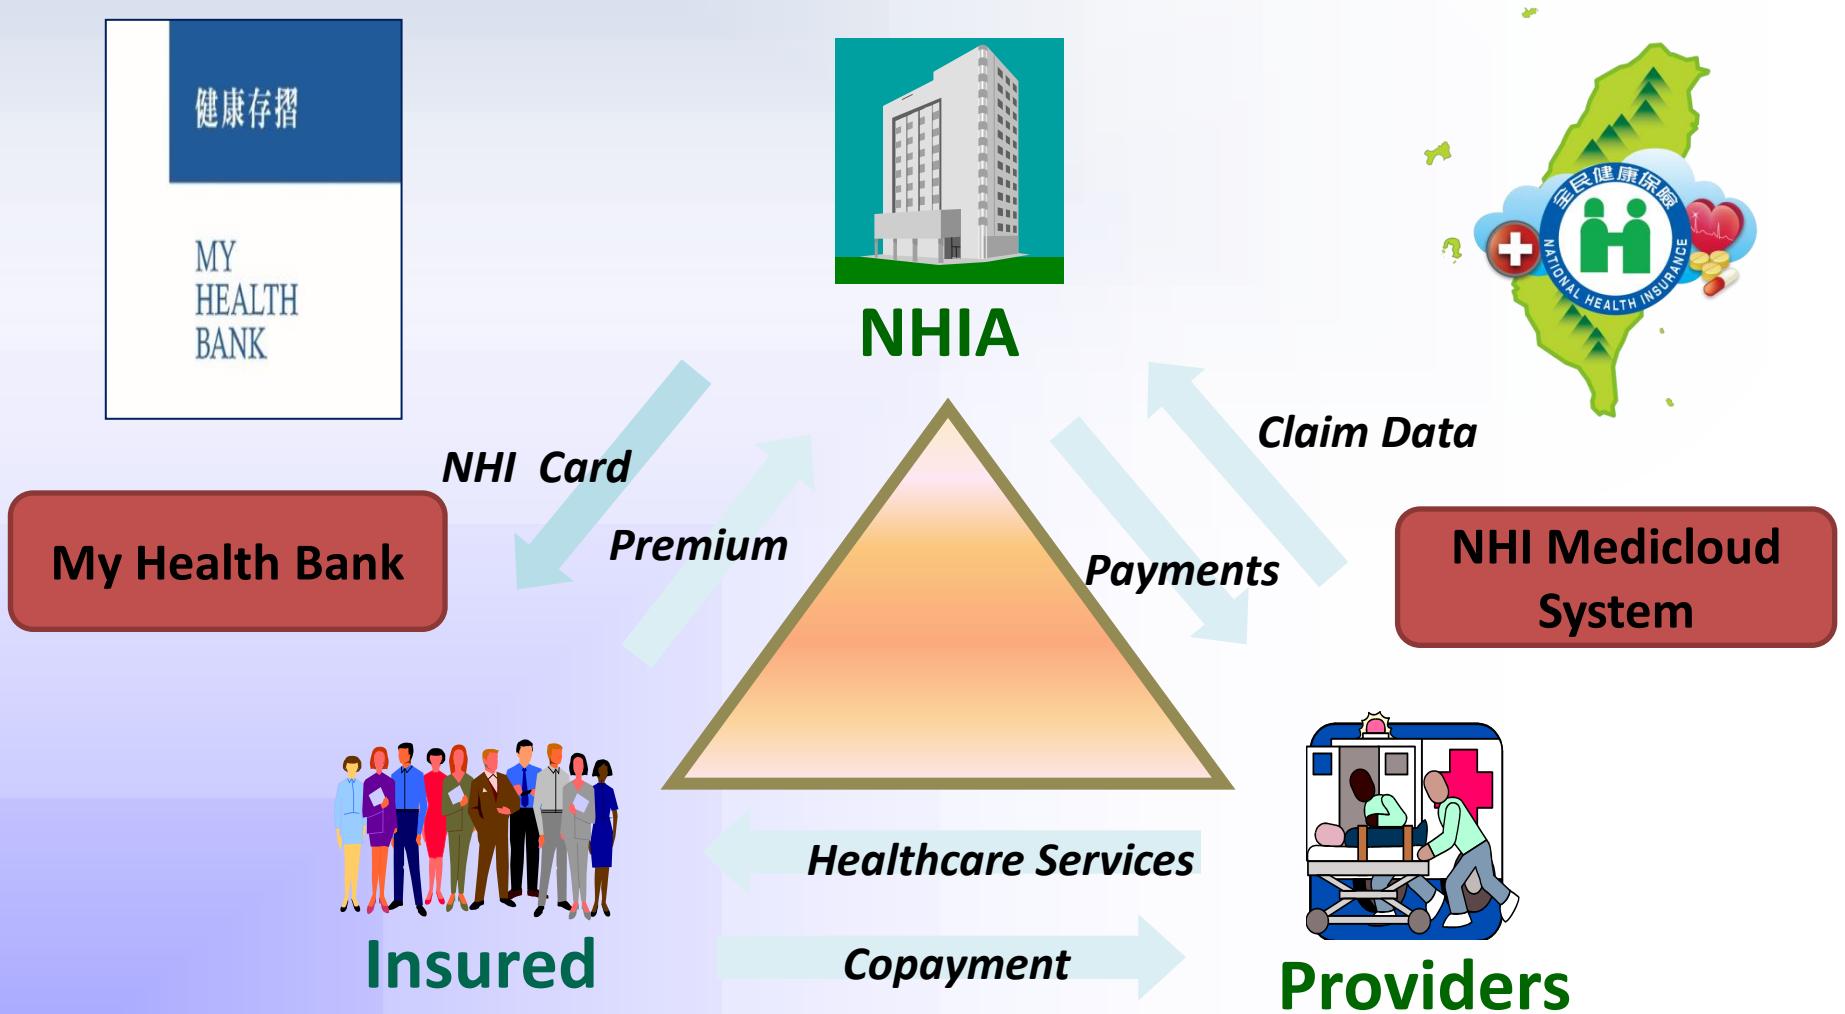 健康存摺
MY
HEALTH
BANK
NHIA
全民健康保險
NATIONAL HEALTH INSURANCE
NHI Card
Premium
Claim Data
Payments
My Health Bank
NHI Medicloud
System
Healthcare Services
Copayment
Insured
Providers